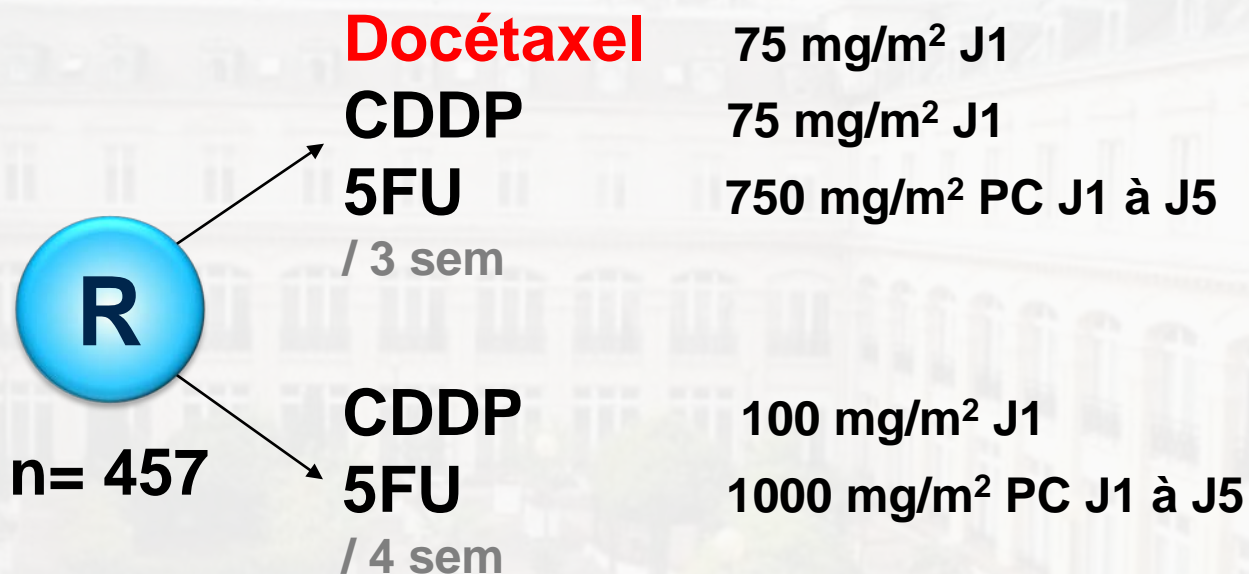 Docétaxel 75 mg/m² J1
CDDP 75 mg/m² J1
5FU 750 mg/m² PC J1 à J5
/ 3 sem
R
n= 457
CDDP 100 mg/m² J1
5FU 1000 mg/m² PC J1 à J5
/ 4 sem